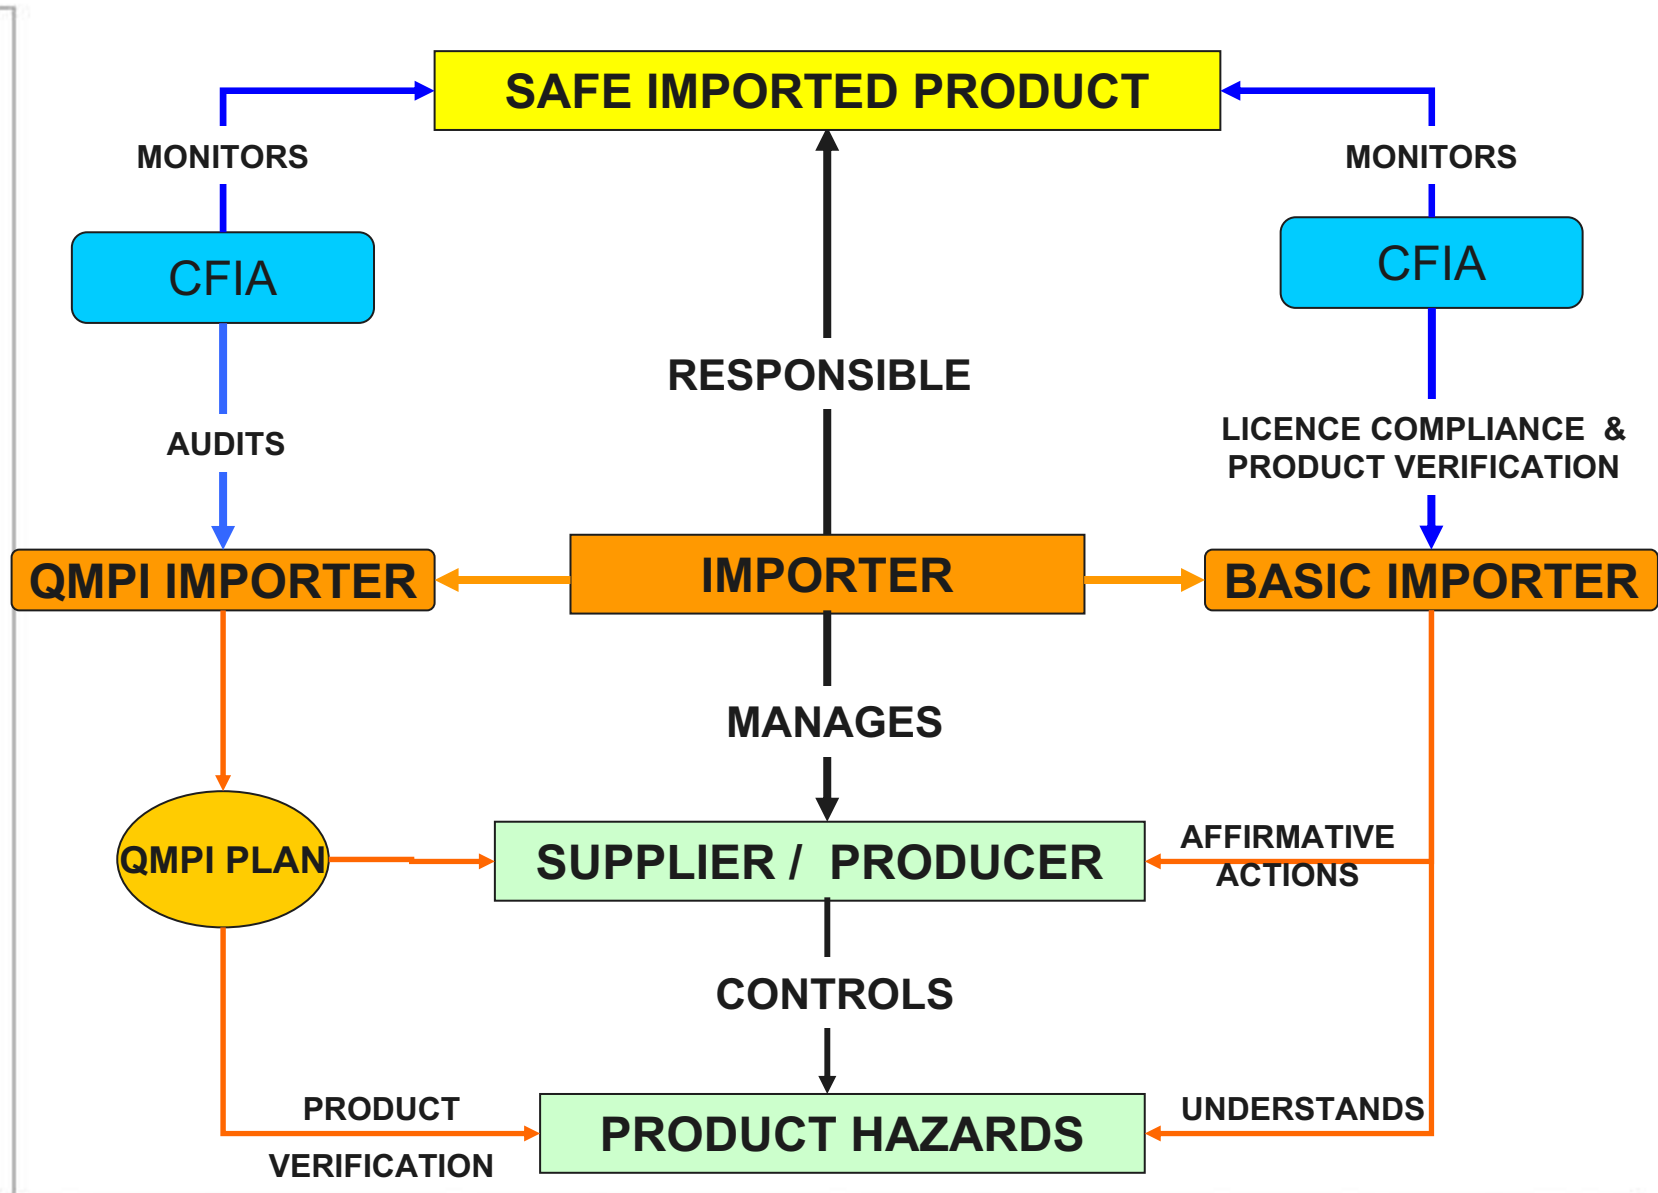 SAFE IMPORTED PRODUCT
MONITORS
MONITORS
CFIA
CFIA
RESPONSIBLE
AUDITS
LICENCE COMPLIANCE &
PRODUCT VERIFICATION
QMPI IMPORTER
IMPORTER
BASIC IMPORTER
MANAGES
QMPI PLAN
SUPPLIER / PRODUCER
AFFIRMATIVE
ACTIONS
CONTROLS
PRODUCT
VERIFICATION
PRODUCT HAZARDS
UNDERSTANDS